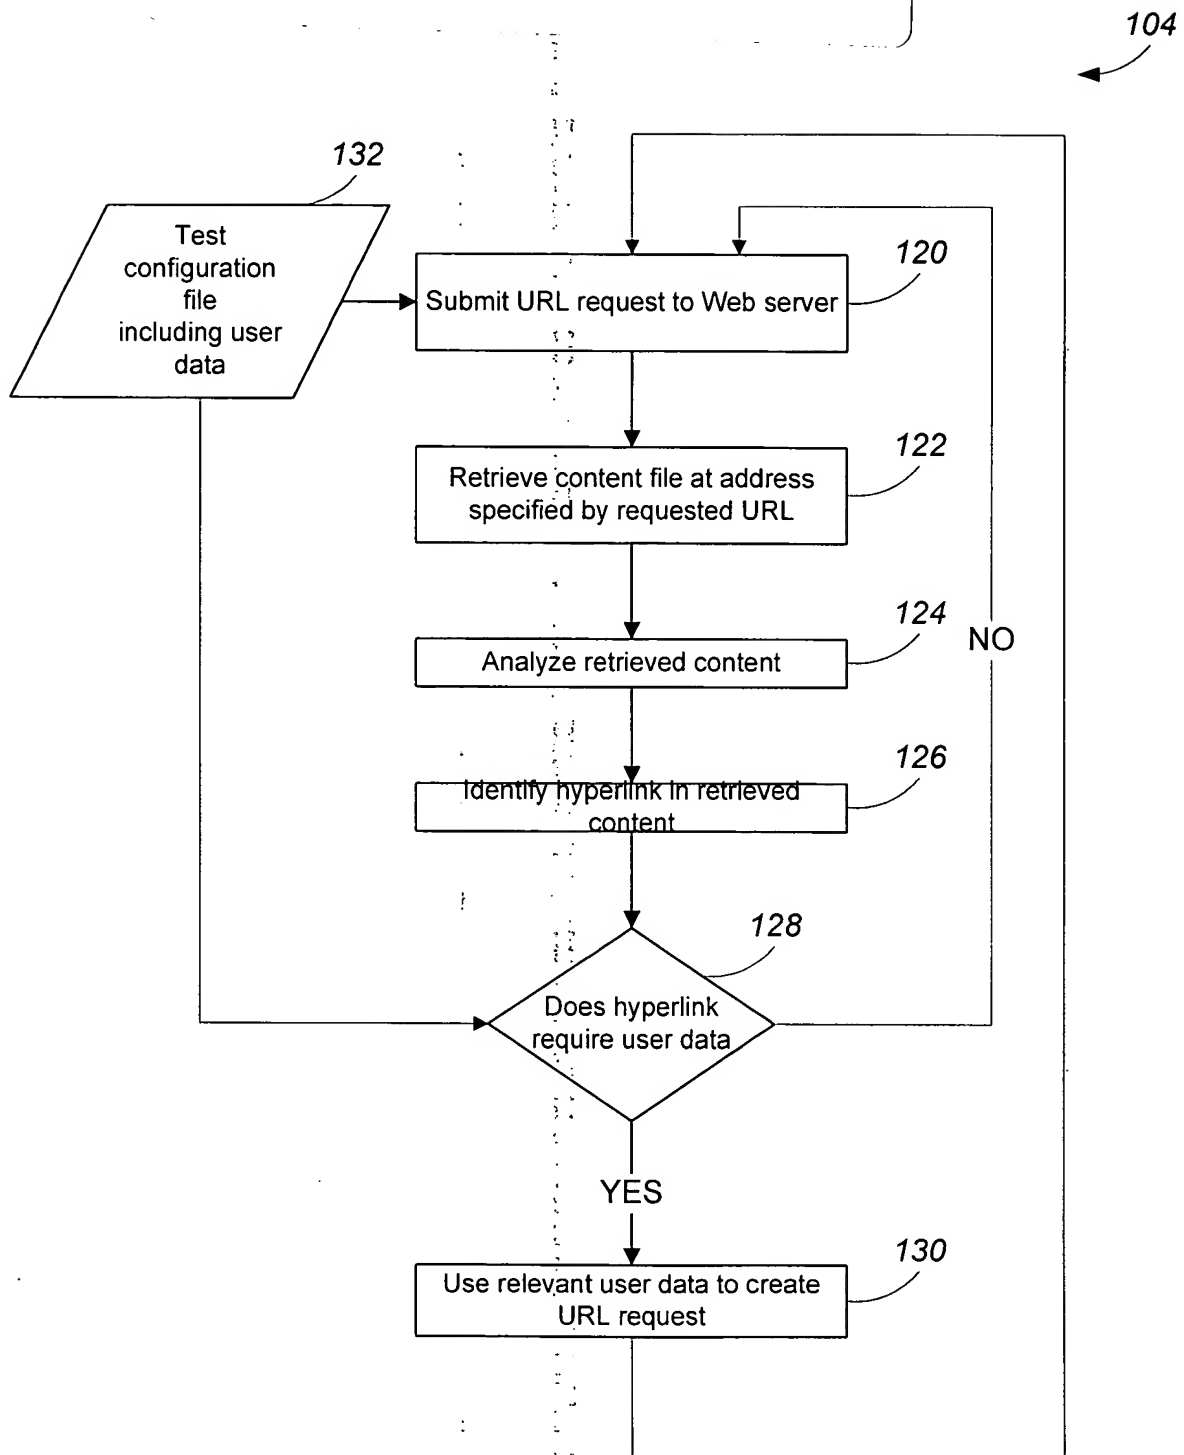 104
132
Test
configuration
file
including user
data
120
Submit URL request to Web server
122
Retrieve content file at address
specified by requested URL
124
Analyze retrieved content
NO
126
Identify hyperlink in retrieved
content
128
Does hyperlink
require user data
YES
130
Use relevant user data to create
URL request